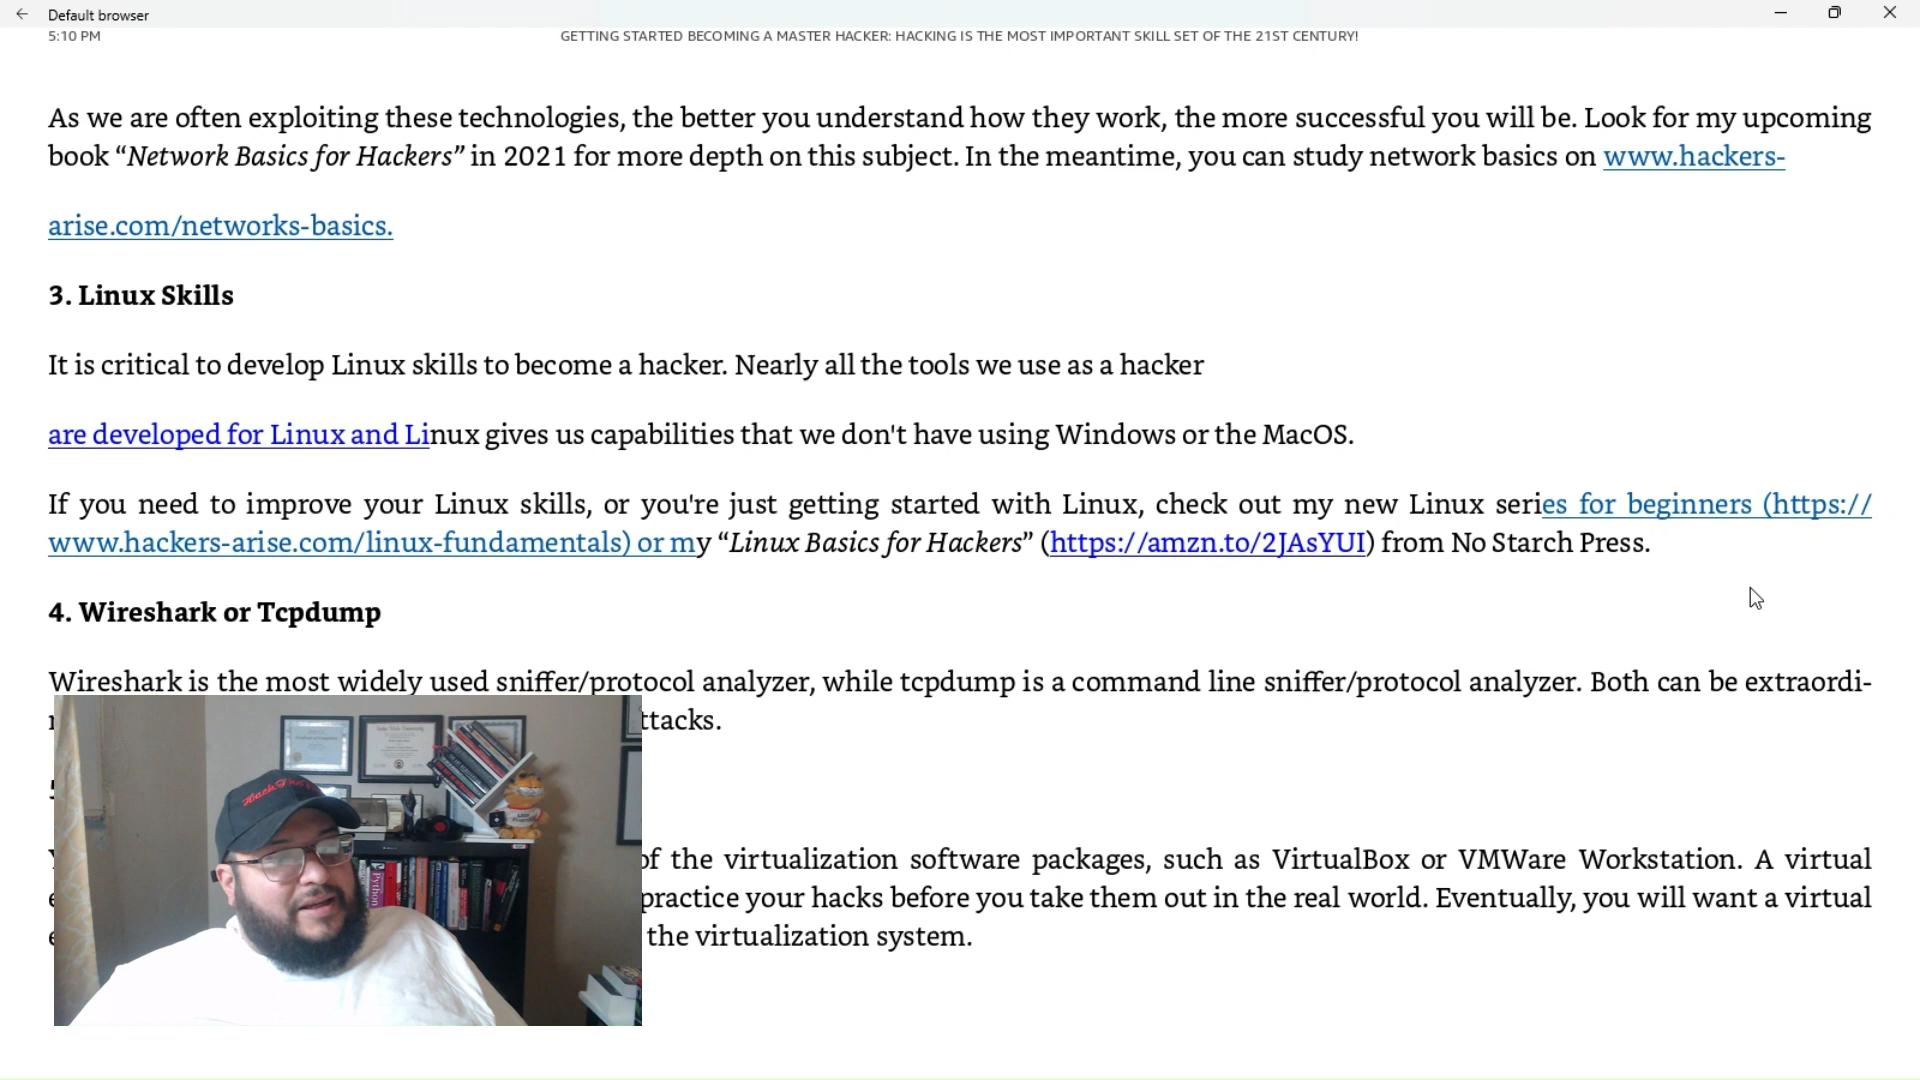 Default browser
5:10 PM
GETTING STARTED BECOMING A MASTER HACKER: HACKING IS THE MOST IMPORTANT SKILL SET OF THE 21ST CENTURY!
As we are often exploiting these technologies, the better you understand how they work, the more successful you will be. Look for my upcoming
book “Network Basics for Hackers” in 2021 for more depth on this subject. In the meantime, you can study network basics on www.hackers-
arise.com/networks-basics.
3. Linux Skills
It is critical to develop Linux skills to become a hacker. Nearly all the tools we use as a hacker
are developed for Linux and Linux gives us capabilities that we don't have using Windows or the MacOS.
If you need to improve your Linux skills, or you're just getting started with Linux, check out my new Linux series for beginners (https://
www.hackers-arise.com/linux-fundamentals) or my “Linux Basics for Hackers” (https://amzn.to/2JAsYUI) from No Starch Press.
4. Wireshark or Tcpdump
Wireshark is the most widely used sniffer/protocol analyzer, while tcpdump is a command line sniffer/protocol analyzer. Both can be extraordi-
ttacks.
of the virtualization software packages, such as VirtualBox or VMWare Workstation. A virtual
practice your hacks before you take them out in the real world. Eventually, you will want a virtual
the virtualization system.
Python